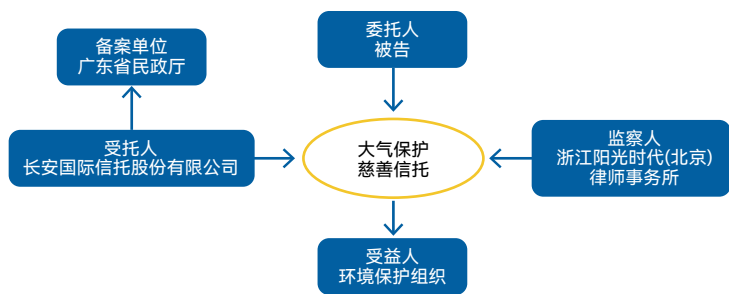 委托人
被告
备案单位
广东省民政厅
受托人
长安国际信托股份有限公司
大气保护
慈善信托
监察人
浙江阳光时代(北京)
律师事务所
受益人
环境保护组织